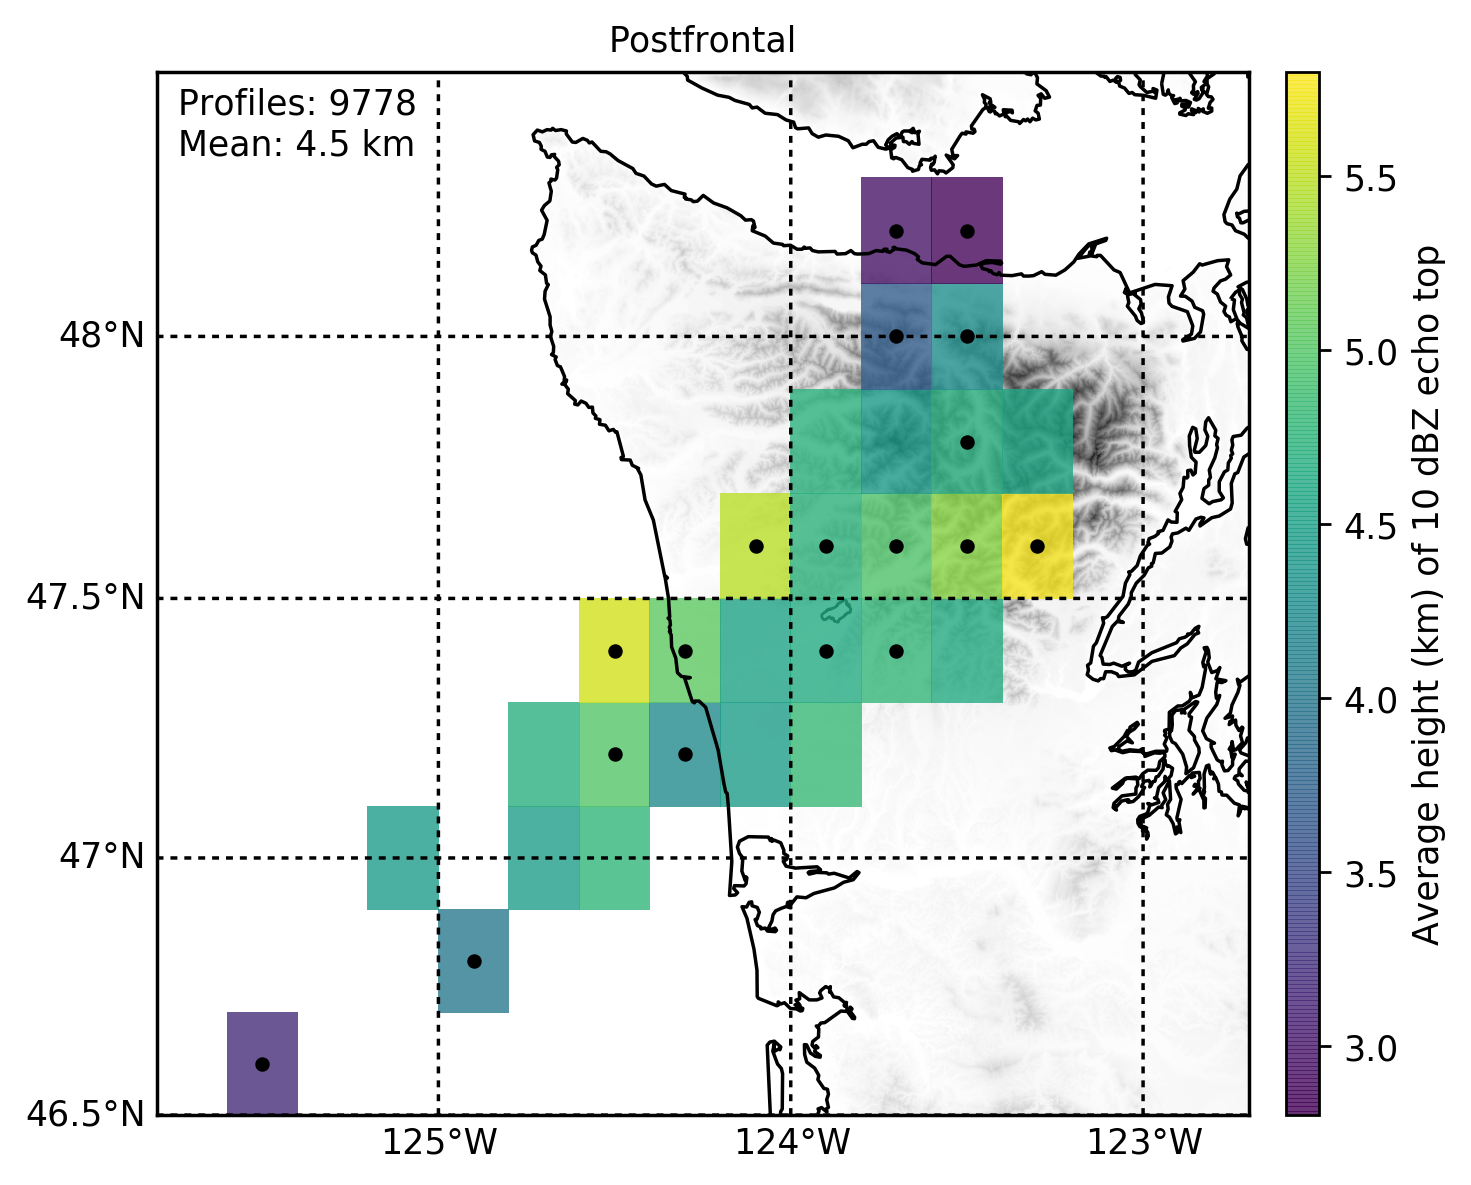 Postfrontal
Profiles: 9778
Mean: 4.5 km
48°N
47.5°N
47°N
46.5°N
125°W
124°W
123°W
5.5
5.0
4.5
4.0
3.5
3.0
Average height (km) of 10 dBZ echo top